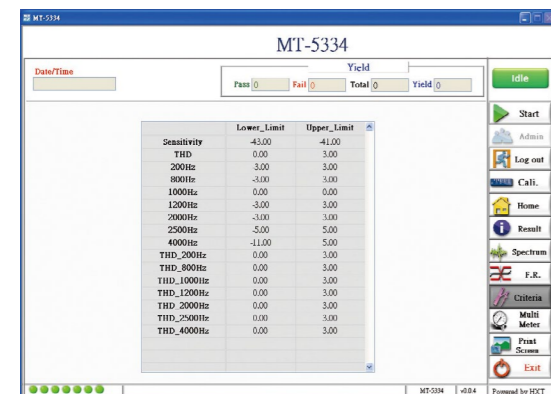 MT-5334
MT-5334
Date/Time
Yield
Pass 0 Fail 0 Total 0 Yield 0
Idle
Start
Admin
Log out
Cali.
Home
Result
Spectrum
F.R.
Criteria
Multi
Meter
Print
Screen
Exit
Lower_Limit Upper_Limit
Sensitivity -43.00 -41.00
THD 0.00 3.00
200Hz -3.00 3.00
800Hz -3.00 3.00
1000Hz 0.00 0.00
1200Hz -3.00 3.00
2000Hz -3.00 3.00
2500Hz -5.00 5.00
4000Hz -11.00 5.00
THD_200Hz 0.00 3.00
THD_800Hz 0.00 3.00
THD_1000Hz 0.00 3.00
THD_1200Hz 0.00 3.00
THD_2000Hz 0.00 3.00
THD_2500Hz 0.00 3.00
THD_4000Hz 0.00 3.00
MT-5334 v0.0.4 Powered by HXT